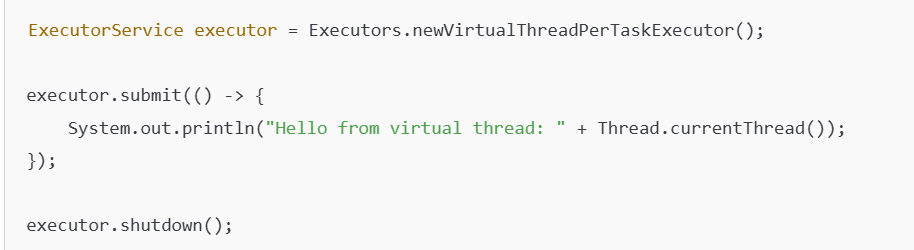 ExecutorService executor = Executors.newVirtualThreadPerTaskExecutor();
executor.submit(() -> {
    System.out.println("Hello from virtual thread: " + Thread.currentThread());
});
executor.shutdown();